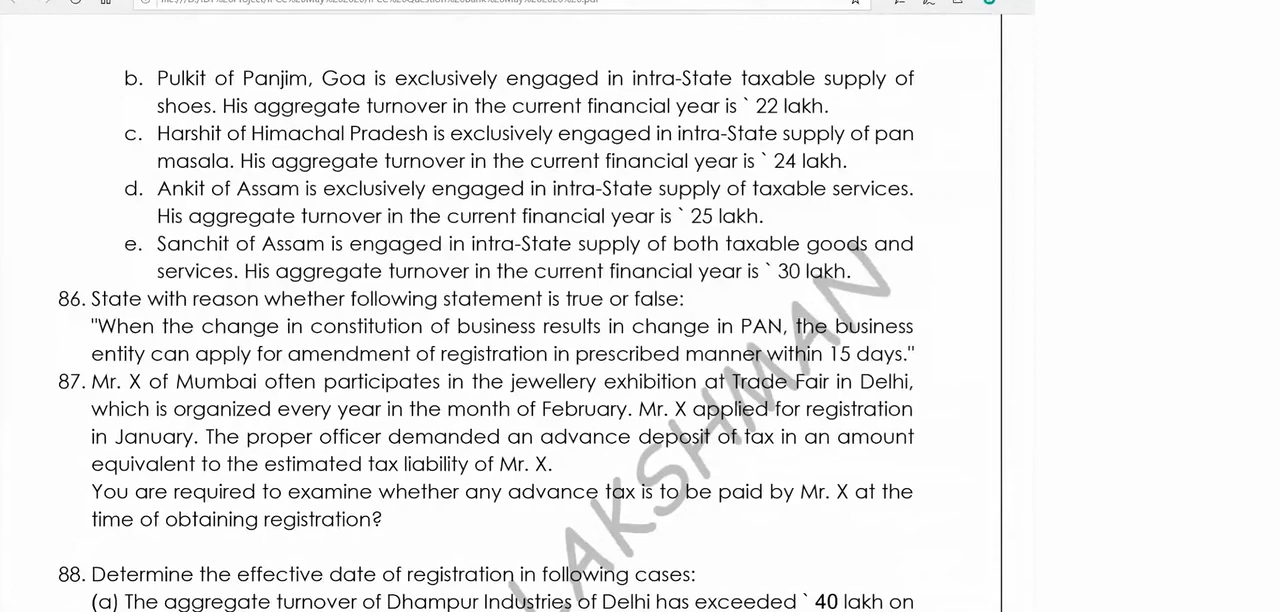 b. Pulkit of Panjim, Goa is exclusively engaged in intra-State taxable supply of
shoes. His aggregate turnover in the current financial year is ` 22 lakh.
c. Harshit of Himachal Pradesh is exclusively engaged in intra-State supply of pan
masala. His aggregate turnover in the current financial year is ` 24 lakh.
d. Ankit of Assam is exclusively engaged in intra-State supply of taxable services.
His aggregate turnover in the current financial year is ` 25 lakh.
e. Sanchit of Assam is engaged in intra-State supply of both taxable goods and
services. His aggregate turnover in the current financial year is ` 30 lakh.
86. State with reason whether following statement is true or false:
"When the change in constitution of business results in change in PAN, the business
entity can apply for amendment of registration in prescribed manner within 15 days."
87. Mr. X of Mumbai often participates in the jewellery exhibition at Trade Fair in Delhi,
which is organized every year in the month of February. Mr. X applied for registration
in January. The proper officer demanded an advance deposit of tax in an amount
equivalent to the estimated tax liability of Mr. X.
You are required to examine whether any advance tax is to be paid by Mr. X at the
time of obtaining registration?
88. Determine the effective date of registration in following cases:
(a) The aggregate turnover of Dhampur Industries of Delhi has exceeded ` 40 lakh on
LAKSHMAN